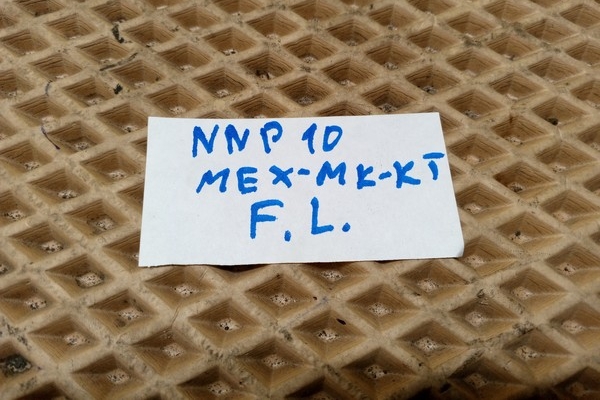 NNP 10
MEX-MK-KT
F. L.